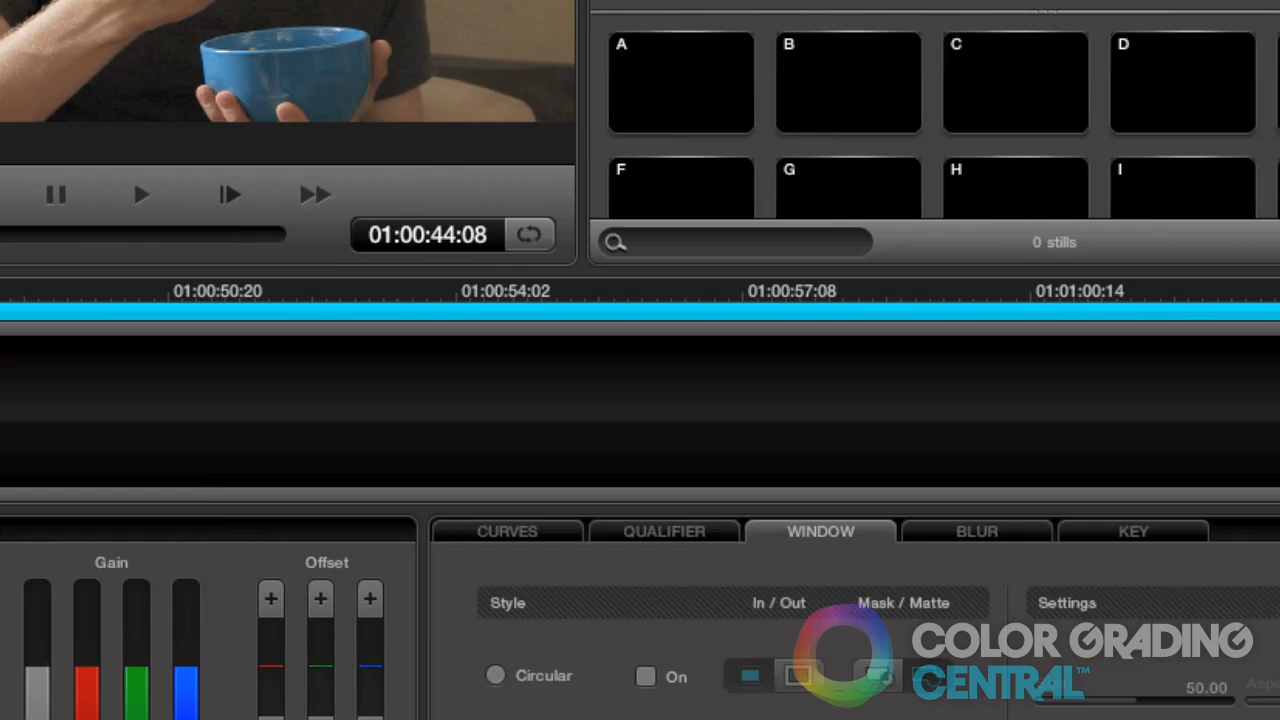 A B C D
F G H I
01:00:44:08
0 stills
01:00:50:20 01:00:54:02 01:00:57:08 01:01:00:14
CURVES QUALIFIER WINDOW BLUR KEY
Gain Offset
+ + +
Style In / Out Mask / Matte Settings
Circular On
50.00
COLOR GRADING
CENTRAL™